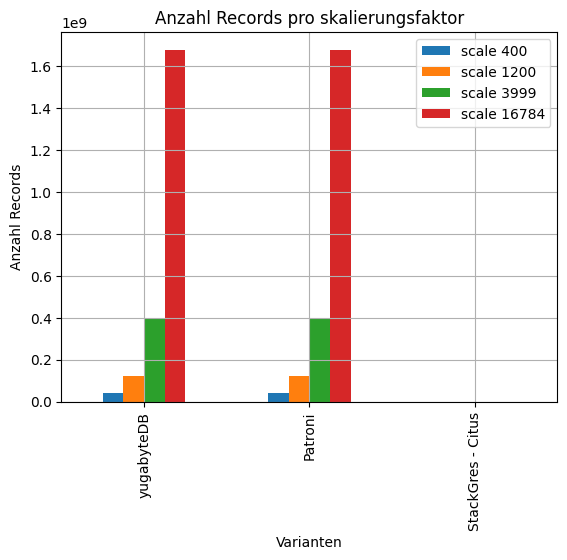 Anzahl Records pro skalierungsfaktor
1e9
scale 400
scale 1200
scale 3999
scale 16784
1.6
1.4
1.2
1.0
0.8
0.6
0.4
0.2
0.0
Anzahl Records
yugabyteDB
Patroni
StackGres - Citus
Varianten